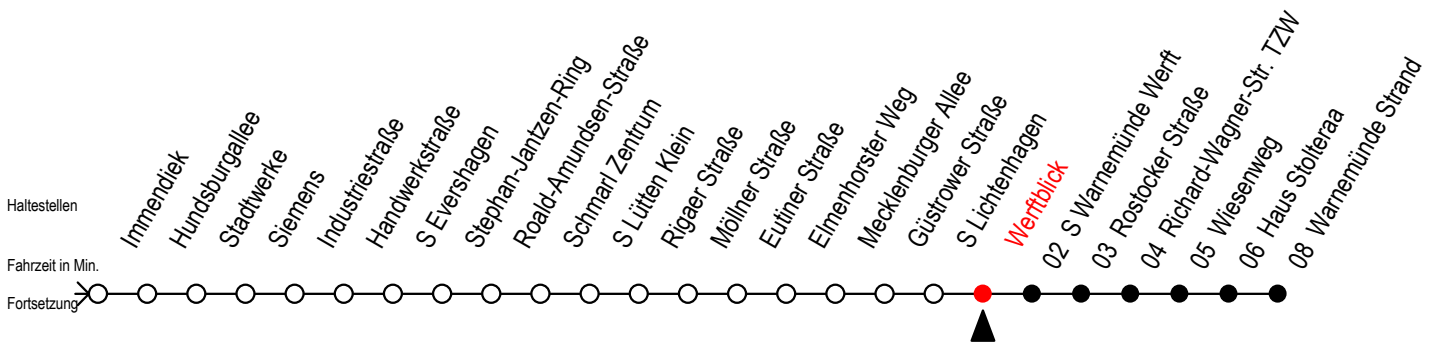 Haltestellen
Fahrzeit in Min.
Fortsetzung
Immendiek
Hundsburgallee
Stadtwerke
Siemens
Industriestraße
Handwerkstraße
S Evershagen
Stephan-Jantzen-Ring
Roald-Amundsen-Straße
Schmarl Zentrum
S Lütten Klein
Rigaer Straße
Möllner Straße
Eutiner Straße
Elmenhorster Weg
Mecklenburger Allee
Güstrower Straße
S Lichtenhagen
Werftblick
02 S Warnemünde Werft
03 Rostocker Straße
04 Richard-Wagner-Str. TZW
05 Wiesenweg
06 Haus Stolteraa
08 Warnemünde Strand